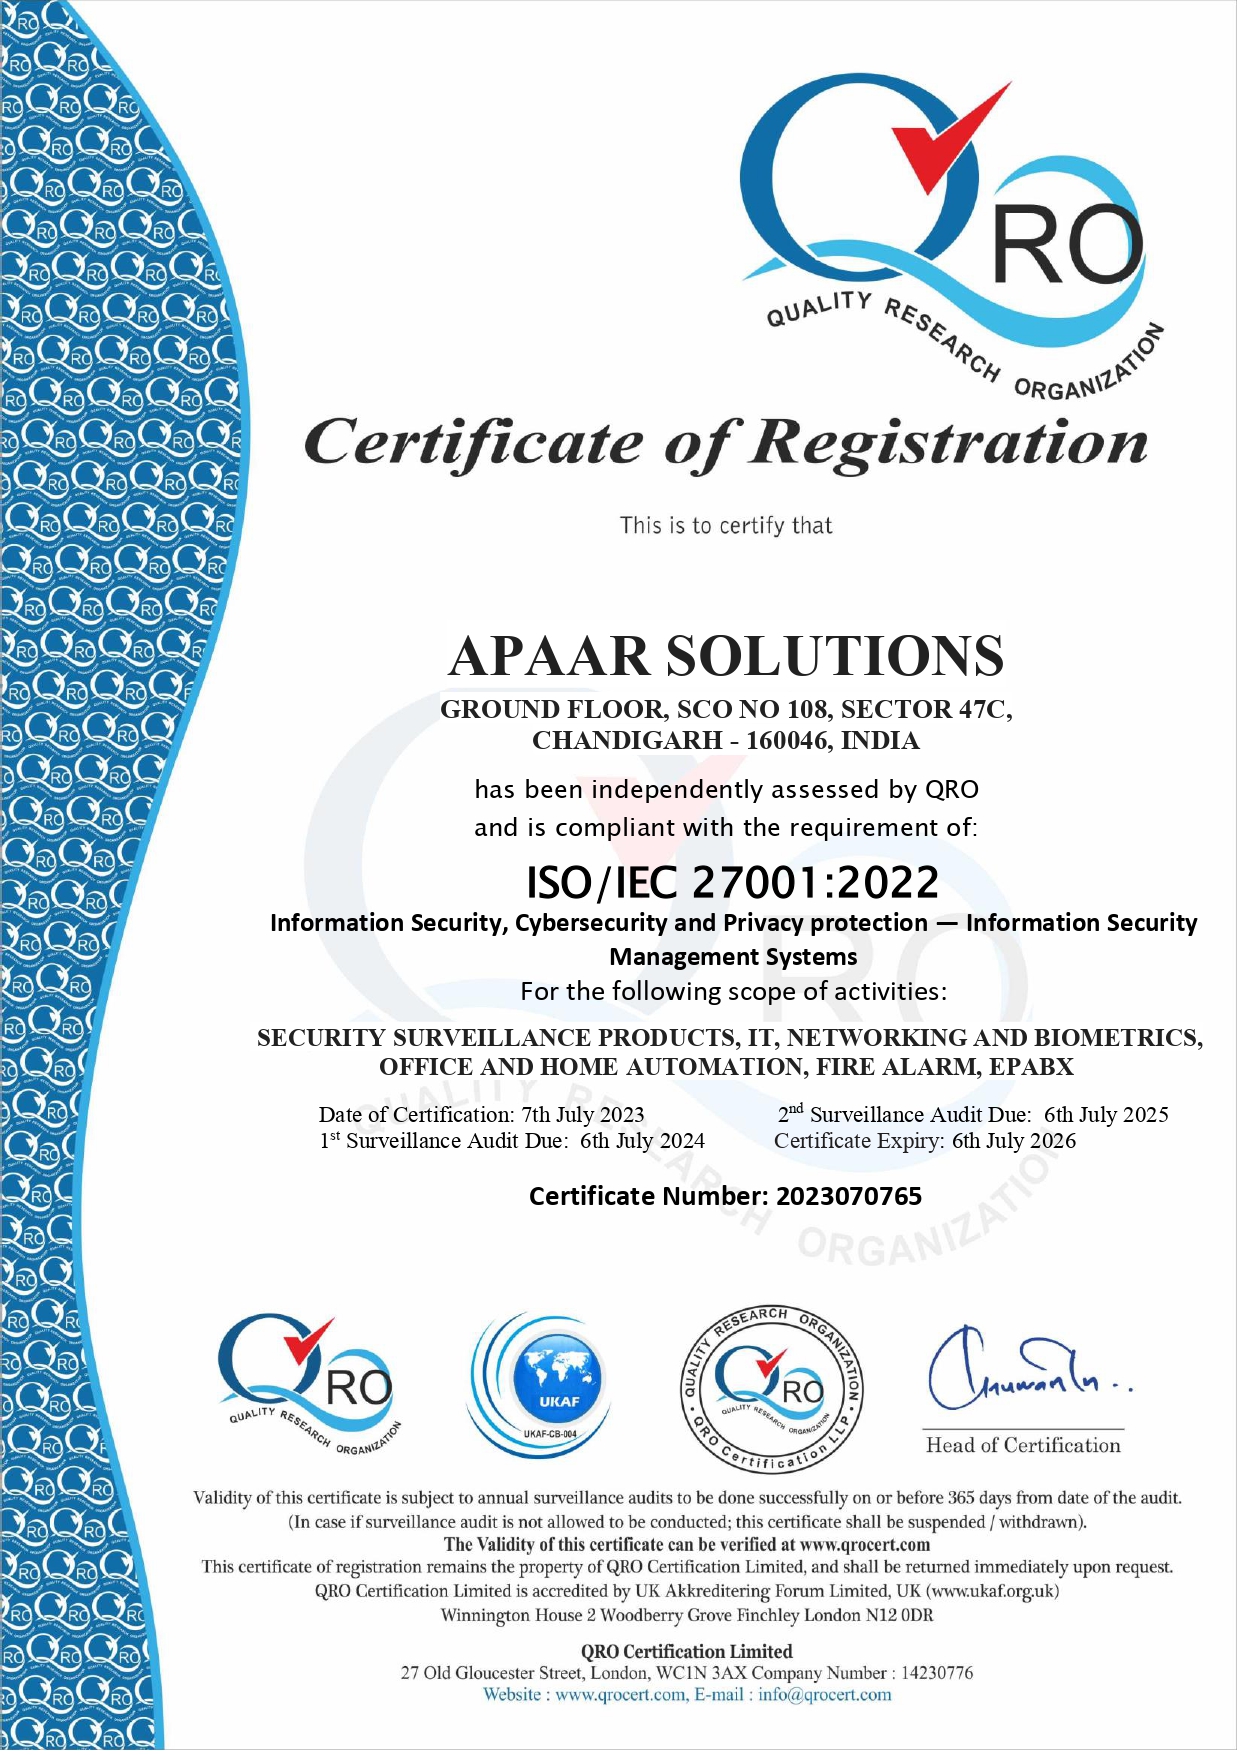 QRO
QUALITY RESEARCH ORGANIZATION
Certificate of Registration
This is to certify that
APAAR SOLUTIONS
GROUND FLOOR, SCO NO 108, SECTOR 47C,
CHANDIGARH - 160046, INDIA
has been independently assessed by QRO
and is compliant with the requirement of:
ISO/IEC 27001:2022
Information Security, Cybersecurity and Privacy protection — Information Security
Management Systems
For the following scope of activities:
SECURITY SURVEILLANCE PRODUCTS, IT, NETWORKING AND BIOMETRICS,
OFFICE AND HOME AUTOMATION, FIRE ALARM, EPABX
Date of Certification: 7th July 2023 2nd Surveillance Audit Due: 6th July 2025
1st Surveillance Audit Due: 6th July 2024 Certificate Expiry: 6th July 2026
Certificate Number: 2023070765
QRO
QUALITY RESEARCH ORGANIZATION
UKAF
UKAF-CB-004
QUALITY RESEARCH ORGANIZATION
QRO Certification LLP
QRO
QUALITY RESEARCH ORGANIZATION
Head of Certification
Validity of this certificate is subject to annual surveillance audits to be done successfully on or before 365 days from date of the audit.
(In case if surveillance audit is not allowed to be conducted; this certificate shall be suspended / withdrawn).
The Validity of this certificate can be verified at www.qrocert.com
This certificate of registration remains the property of QRO Certification Limited, and shall be returned immediately upon request.
QRO Certification Limited is accredited by UK Akkreditering Forum Limited, UK (www.ukaf.org.uk)
Winnington House 2 Woodberry Grove Finchley London N12 0DR
QRO Certification Limited
27 Old Gloucester Street, London, WC1N 3AX Company Number : 14230776
Website : www.qrocert.com, E-mail : info@qrocert.com